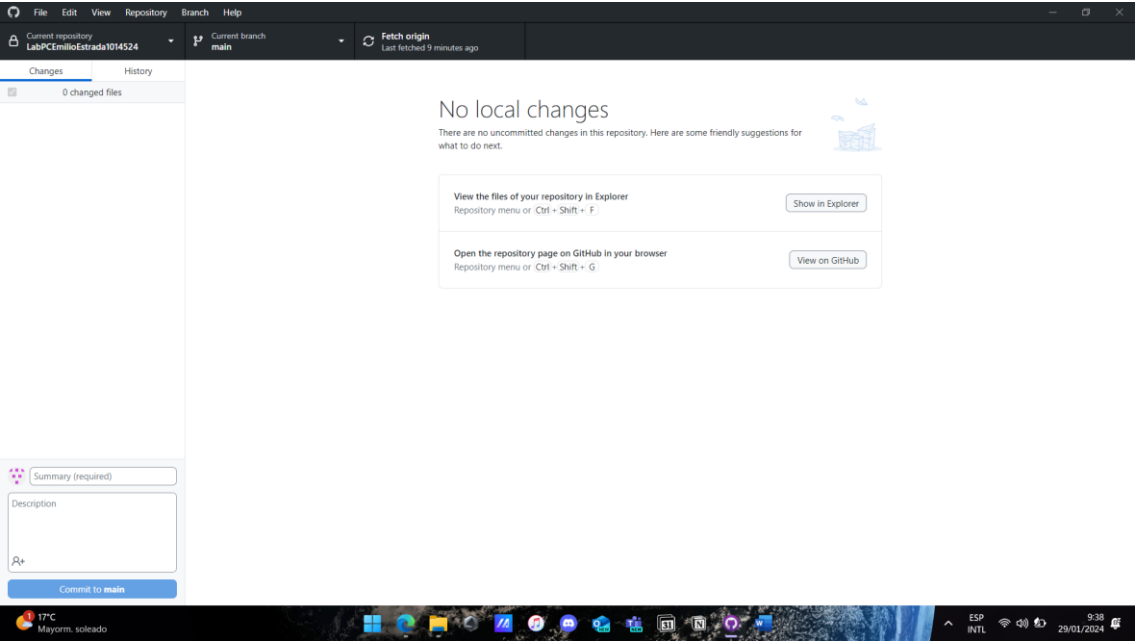 File Edit View Repository Branch Help
Current repository
LabPCEmilioEstrada1014524
Current branch
main
Fetch origin
Last fetched 9 minutes ago
Changes History
0 changed files
No local changes
There are no uncommitted changes in this repository. Here are some friendly suggestions for
what to do next.
View the files of your repository in Explorer
Repository menu or Ctrl + Shift + F
Show in Explorer
Open the repository page on GitHub in your browser
Repository menu or Ctrl + Shift + G
View on GitHub
Summary (required)
Description
Commit to main
1
17°C
Mayorm. soleado
ESP
INTL
9:38
29/01/2024